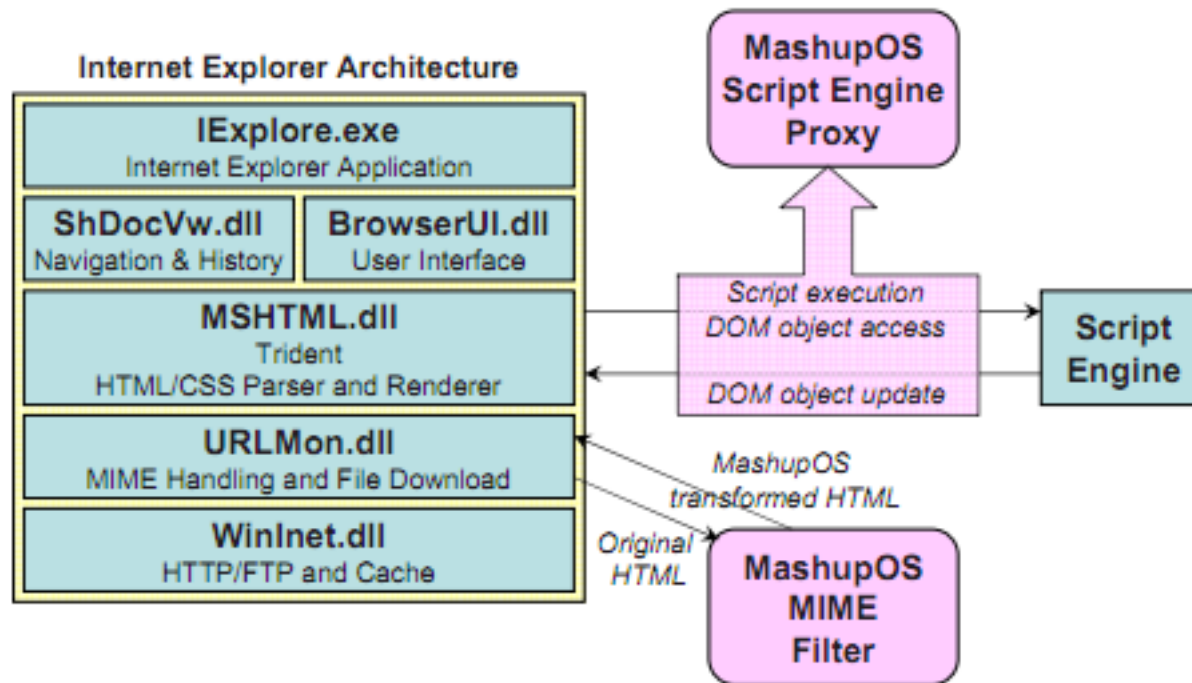 Internet Explorer Architecture
IExplore.exe
Internet Explorer Application
ShDocVw.dll
Navigation & History
BrowserUI.dll
User Interface
MSHTML.dll
Trident
HTML/CSS Parser and Renderer
URLMon.dll
MIME Handling and File Download
WinInet.dll
HTTP/FTP and Cache
MashupOS
Script Engine
Proxy
Script execution
DOM object access
DOM object update
Script
Engine
MashupOS
transformed HTML
Original
HTML
MashupOS
MIME
Filter